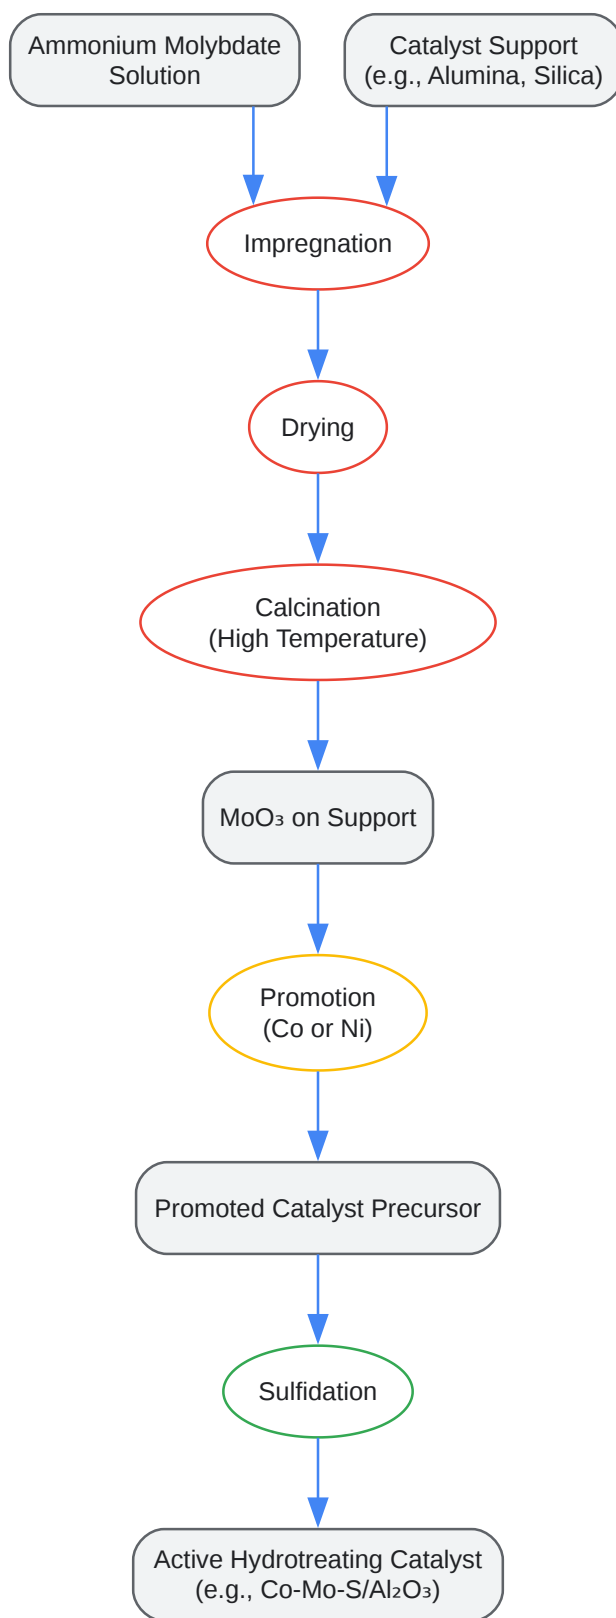 Ammonium Molybdate
Solution
Catalyst Support
(e.g., Alumina, Silica)
Impregnation
Drying
Calcination
(High Temperature)
MoO₃ on Support
Promotion
(Co or Ni)
Promoted Catalyst Precursor
Sulfidation
Active Hydrotreating Catalyst
(e.g., Co-Mo-S/Al₂O₃)